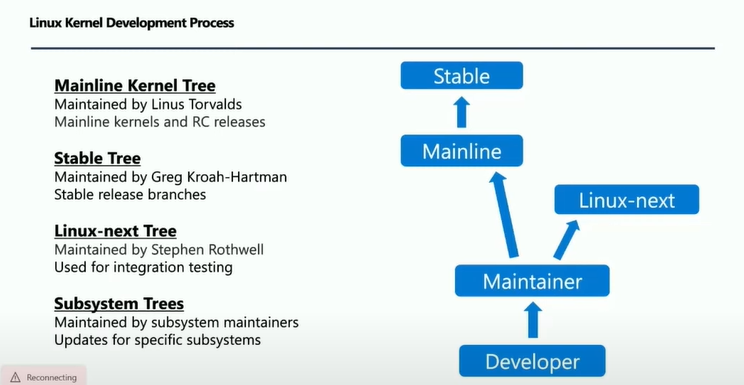 Linux Kernel Development Process
Mainline Kernel Tree
Maintained by Linus Torvalds
Mainline kernels and RC releases
Stable Tree
Maintained by Greg Kroah-Hartman
Stable release branches
Linux-next Tree
Maintained by Stephen Rothwell
Used for integration testing
Subsystem Trees
Maintained by subsystem maintainers
Updates for specific subsystems
Stable
Mainline
Linux-next
Maintainer
Developer
Reconnecting